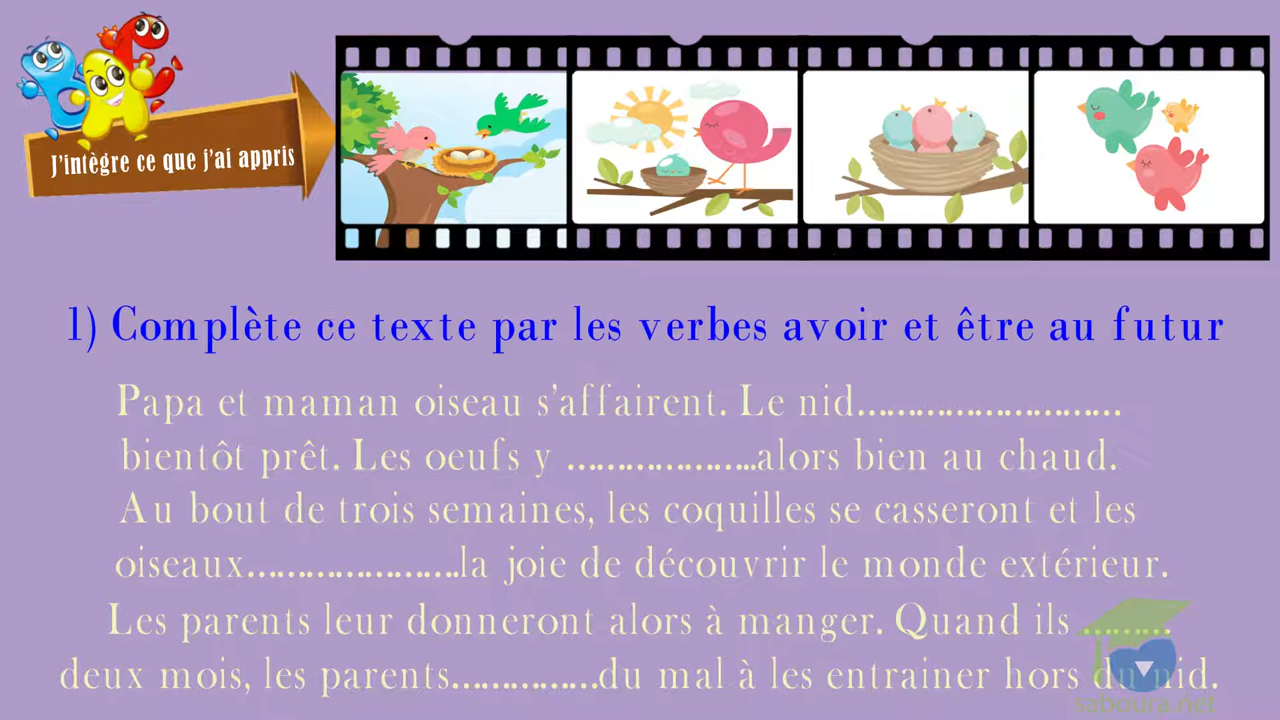 J'intègre ce que j'ai appris
1) Complète ce texte par les verbes avoir et être au futur
Papa et maman oiseau s'affairent. Le nid...........................
bientôt prêt. Les oeufs y .....................alors bien au chaud.
Au bout de trois semaines, les coquilles se casseront et les
oiseaux.......................la joie de découvrir le monde extérieur.
Les parents leur donneront alors à manger. Quand ils .........
deux mois, les parents................du mal à les entrainer hors du nid.
saboura.net